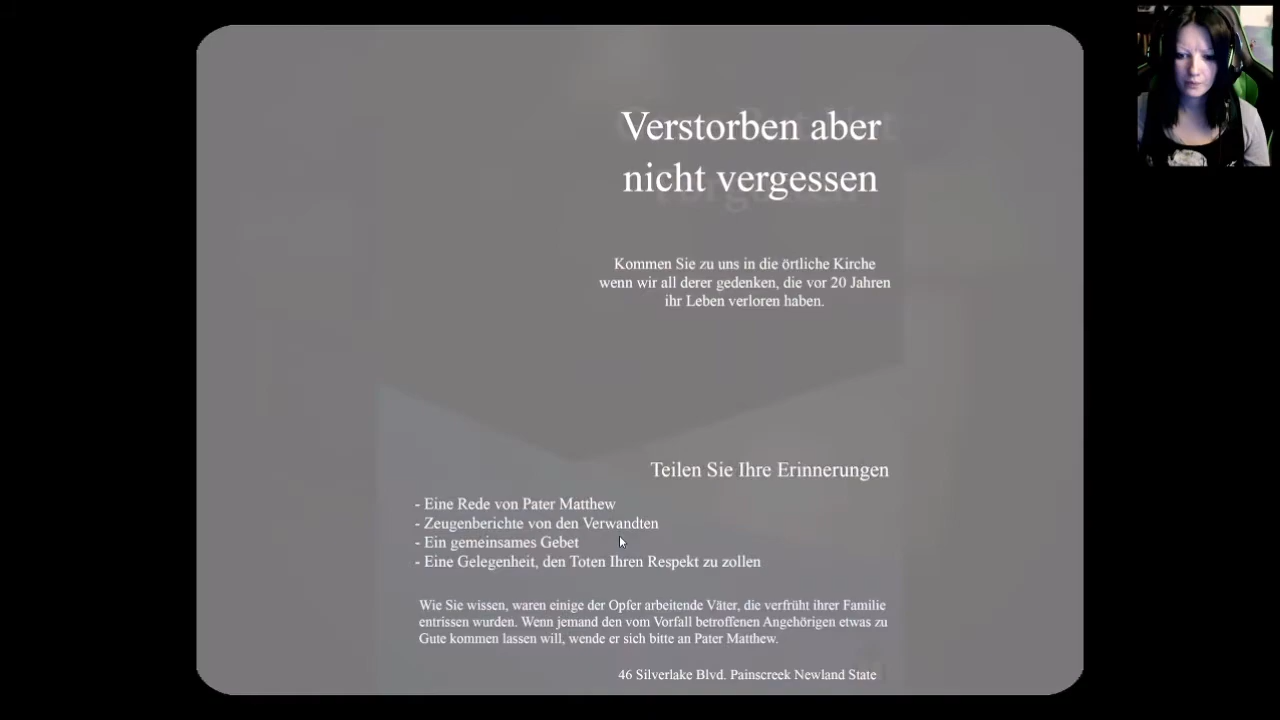 Verstorben aber
nicht vergessen
Kommen Sie zu uns in die örtliche Kirche
wenn wir all derer gedenken, die vor 20 Jahren
ihr Leben verloren haben.
Teilen Sie Ihre Erinnerungen
- Eine Rede von Pater Matthew
- Zeugenberichte von den Verwandten
- Ein gemeinsames Gebet
- Eine Gelegenheit, den Toten Ihren Respekt zu zollen
Wie Sie wissen, waren einige der Opfer arbeitende Väter, die verfrüht ihrer Familie
entrissen wurden. Wenn jemand den vom Vorfall betroffenen Angehörigen etwas zu
Gute kommen lassen will, wende er sich bitte an Pater Matthew.
46 Silverlake Blvd. Painscreek Newland State